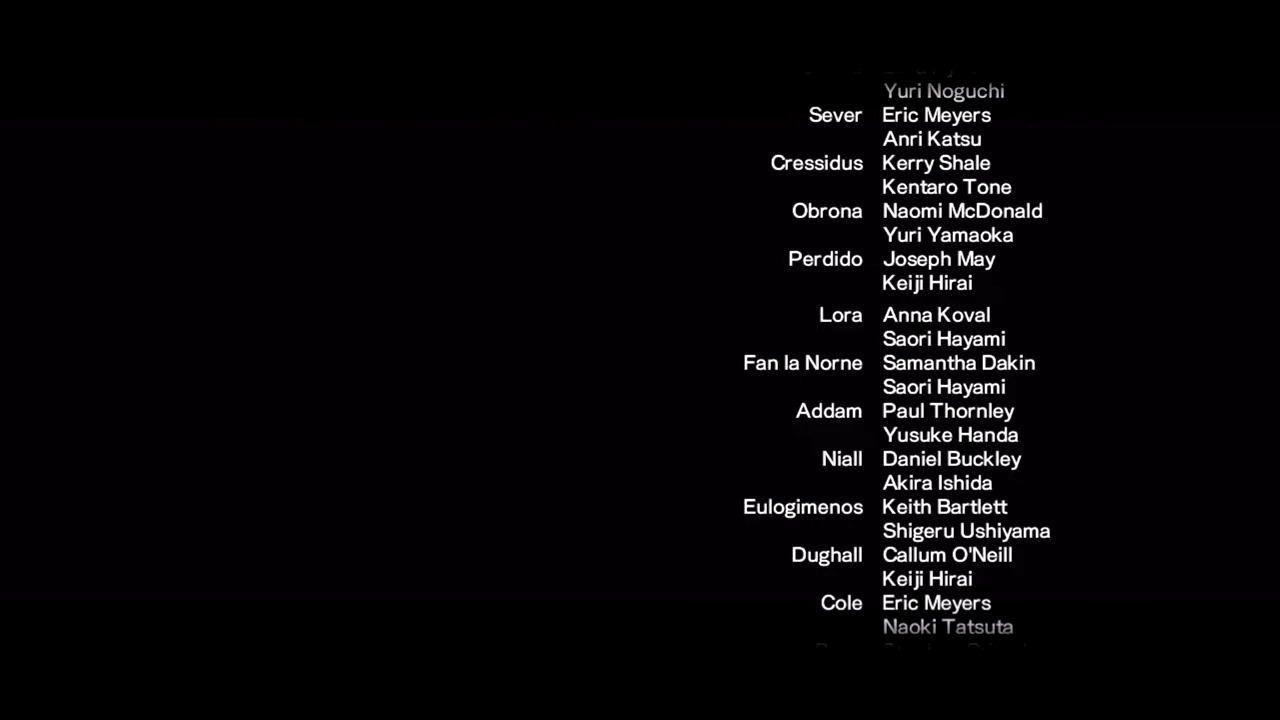 Yuri Noguchi
Sever Eric Meyers
Anri Katsu
Cressidus Kerry Shale
Kentaro Tone
Obrona Naomi McDonald
Yuri Yamaoka
Perdido Joseph May
Keiji Hirai
Lora Anna Koval
Saori Hayami
Fan la Norne Samantha Dakin
Saori Hayami
Addam Paul Thornley
Yusuke Handa
Niall Daniel Buckley
Akira Ishida
Eulogimenos Keith Bartlett
Shigeru Ushiyama
Dughall Callum O'Neill
Keiji Hirai
Cole Eric Meyers
Naoki Tatsuta